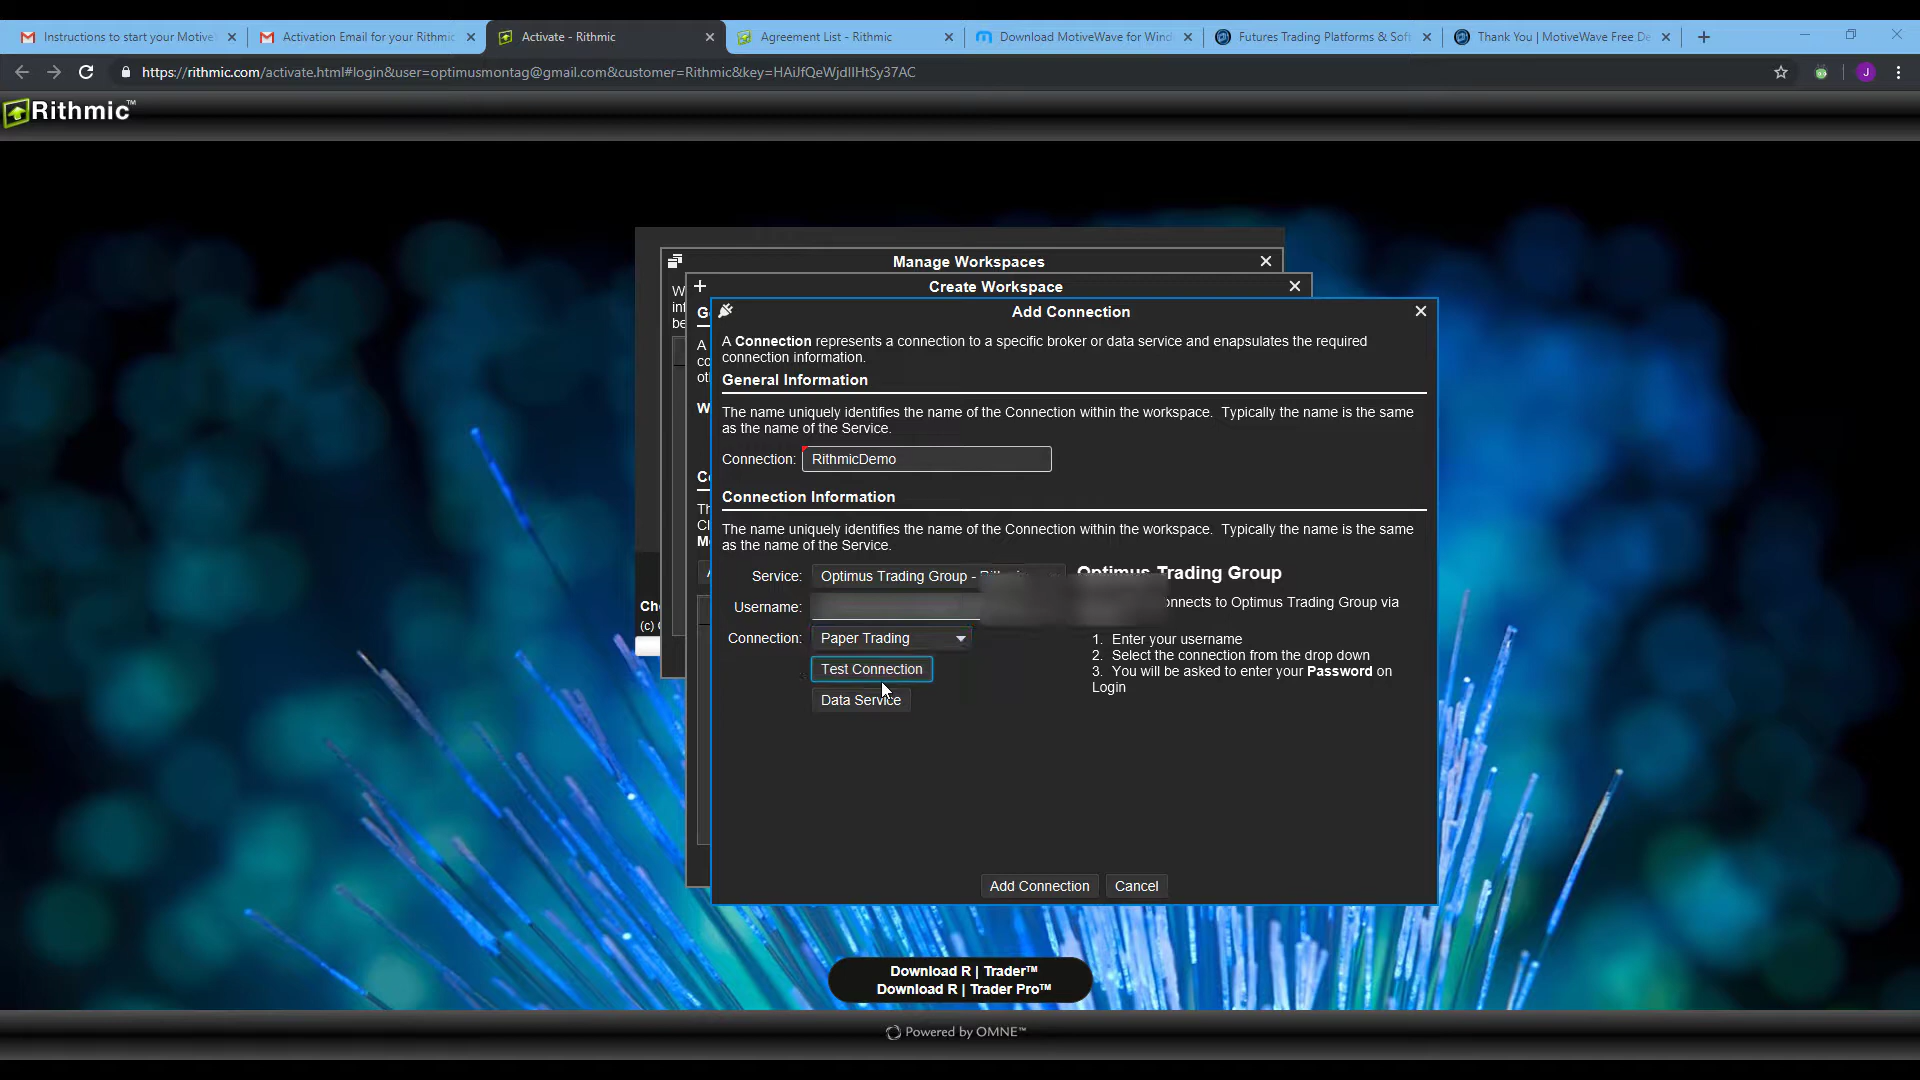 Instructions to start your Motive
Activation Email for your Rithmic
Activate - Rithmic
Agreement List - Rithmic
Download MotiveWave for Wind
Futures Trading Platforms & Soft
Thank You | MotiveWave Free De
https://rithmic.com/activate.html#login&user=optimusmontag@gmail.com&customer=Rithmic&key=HAiJfQeWjdIIHtSy37AC
J
Rithmic™
Manage Workspaces
Create Workspace
Add Connection
A Connection represents a connection to a specific broker or data service and enapsulates the required
connection information.
General Information
The name uniquely identifies the name of the Connection within the workspace. Typically the name is the same
as the name of the Service.
Connection: RithmicDemo
Connection Information
The name uniquely identifies the name of the Connection within the workspace. Typically the name is the same
as the name of the Service.
Service: Optimus Trading Group -
Optimus Trading Group
Username:
onnects to Optimus Trading Group via
Connection: Paper Trading
1. Enter your username
2. Select the connection from the drop down
3. You will be asked to enter your Password on
Login
Test Connection
Data Service
Add Connection
Cancel
Download R | Trader™
Download R | Trader Pro™
Powered by OMNE™